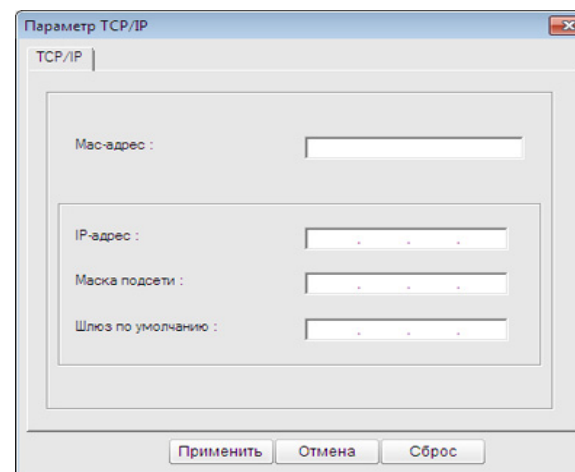 Параметр TCP/IP
TCP/IP
Мас-адрес :
IP-адрес :
. . .
Маска подсети :
. . .
Шлюз по умолчанию :
. . .
Применить Отмена Сброс